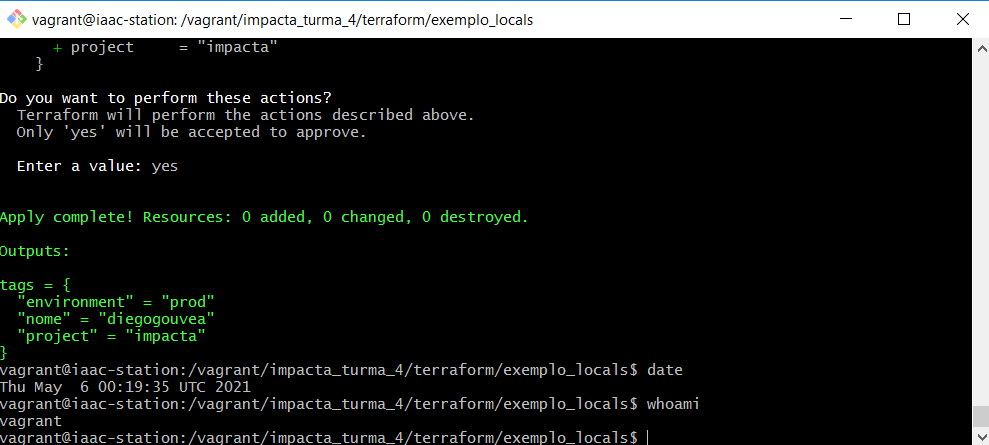 vagrant@iaac-station: /vagrant/impacta_turma_4/terraform/exemplo_locals
      + project     = "impacta"
    }
Do you want to perform these actions?
  Terraform will perform the actions described above.
  Only 'yes' will be accepted to approve.
  Enter a value: yes
Apply complete! Resources: 0 added, 0 changed, 0 destroyed.
Outputs:
tags = {
  "environment" = "prod"
  "nome" = "diegogouvea"
  "project" = "impacta"
}
vagrant@iaac-station:/vagrant/impacta_turma_4/terraform/exemplo_locals$ date
Thu May  6 00:19:35 UTC 2021
vagrant@iaac-station:/vagrant/impacta_turma_4/terraform/exemplo_locals$ whoami
vagrant
vagrant@iaac-station:/vagrant/impacta_turma_4/terraform/exemplo_locals$